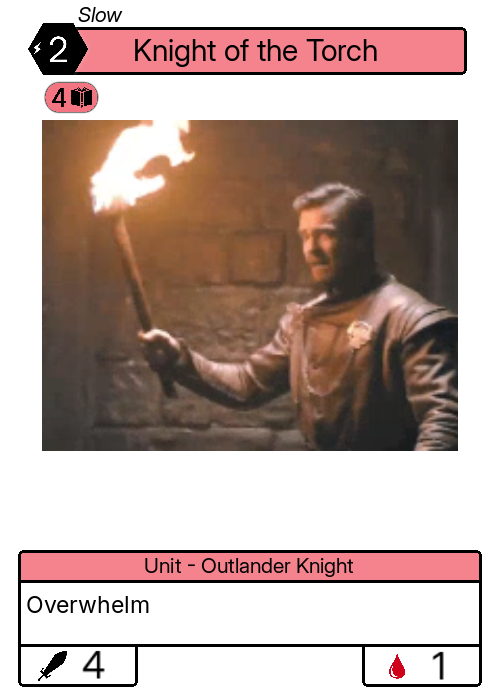 Slow
2
Knight of the Torch
4
Unit - Outlander Knight
Overwhelm
4
1